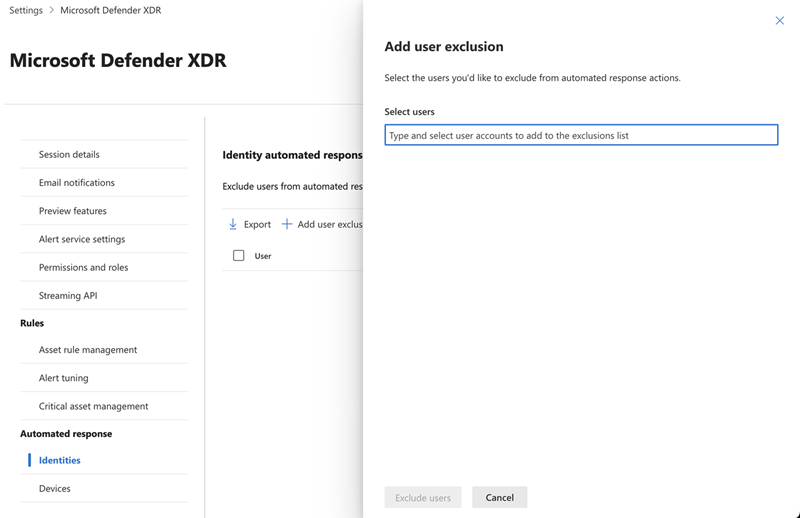 Settings > Microsoft Defender XDR
Microsoft Defender XDR
Session details
Email notifications
Preview features
Alert service settings
Permissions and roles
Streaming API
Rules
Asset rule management
Alert tuning
Critical asset management
Automated response
Identities
Devices
Identity automated respons
Exclude users from automated res
Export
Add user exclus
User
Add user exclusion
Select the users you'd like to exclude from automated response actions.
Select users
Type and select user accounts to add to the exclusions list
Exclude users
Cancel